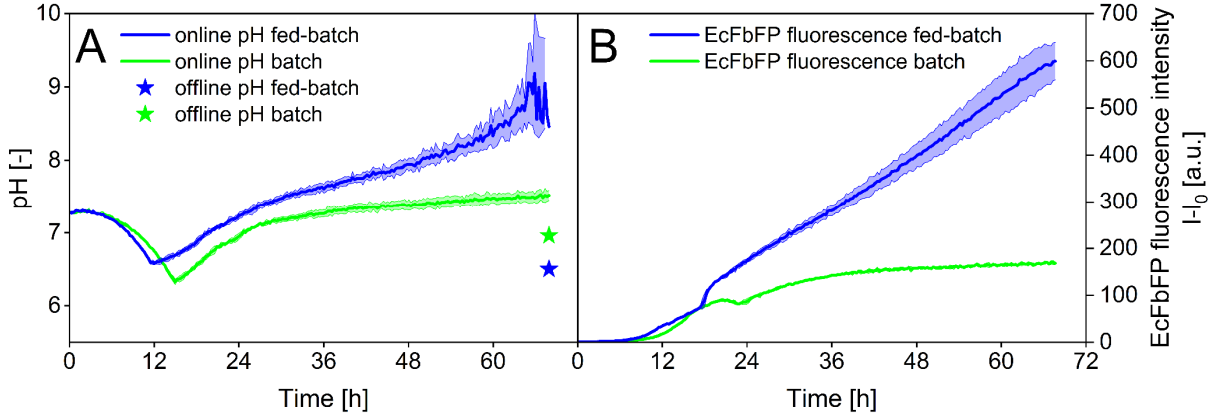 A
online pH fed-batch
online pH batch
offline pH fed-batch
offline pH batch
10
9
8
7
6
pH [-]
0 12 24 36 48 60
Time [h]
B
EcFbFP fluorescence fed-batch
EcFbFP fluorescence batch
700
600
500
400
300
200
100
0
EcFbFP fluorescence intensity
I-I0 [a.u.]
0 12 24 36 48 60 72
Time [h]